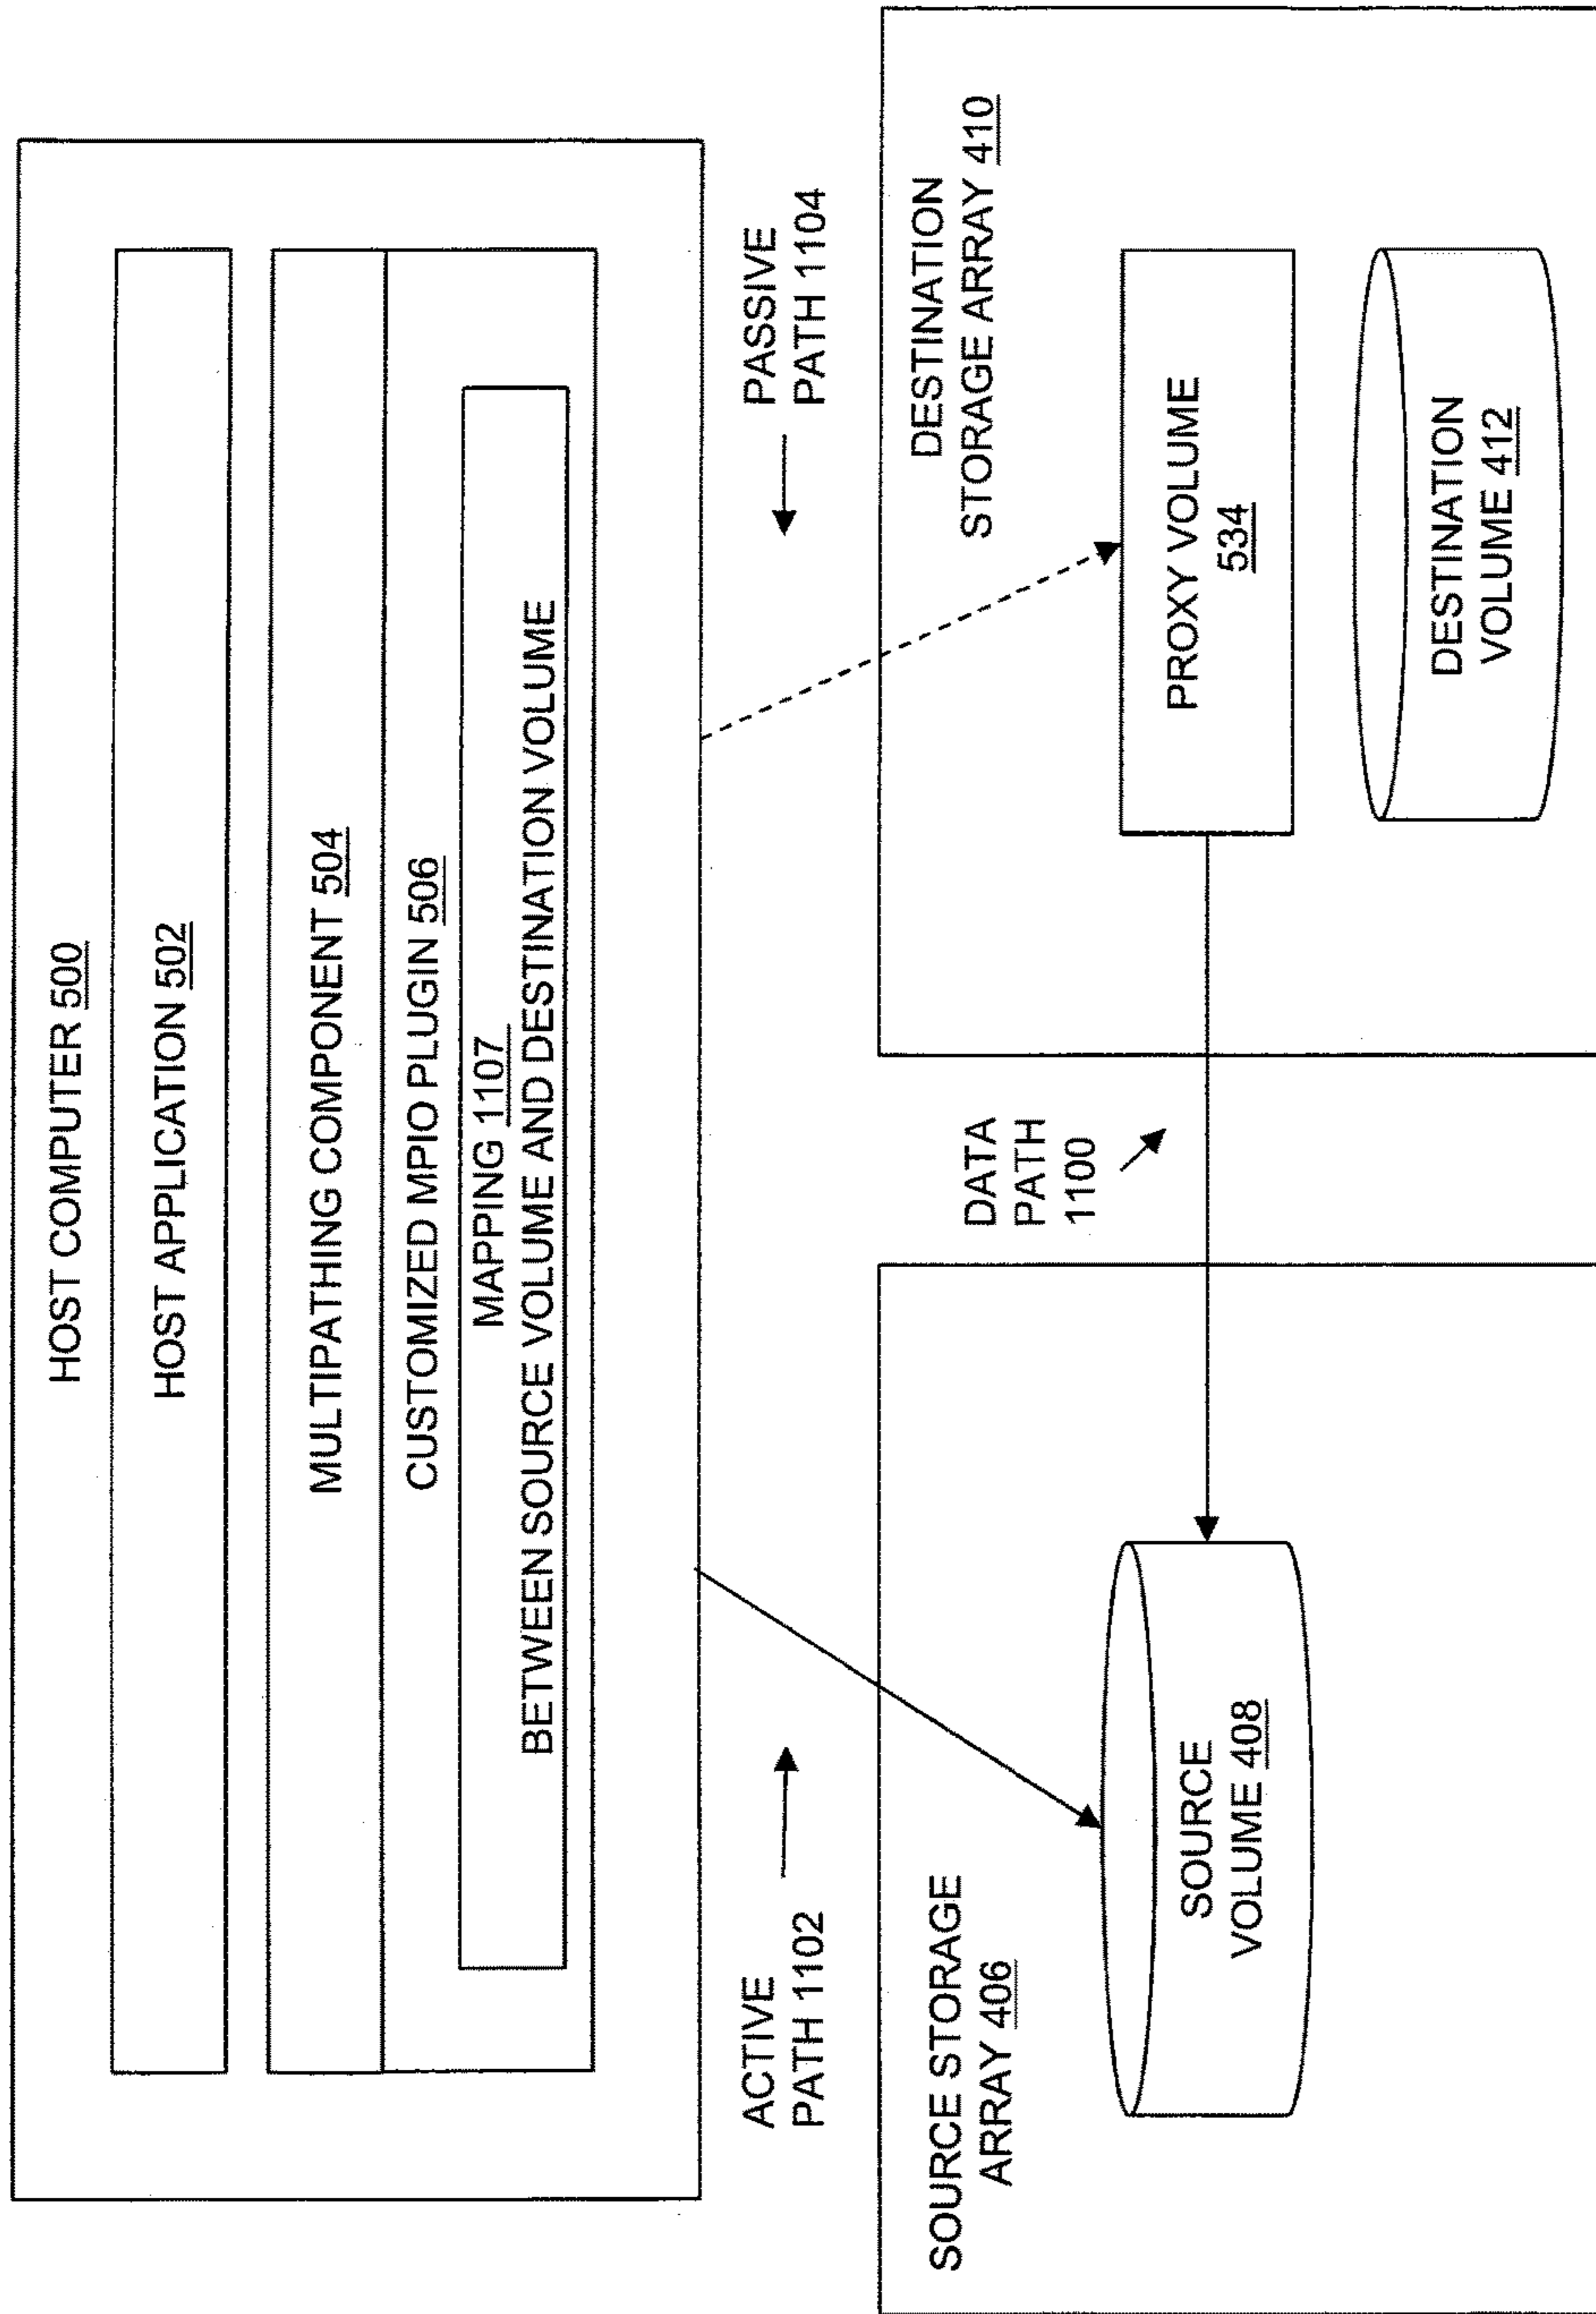 HOST COMPUTER 500
HOST APPLICATION 502
MULTIPATHING COMPONENT 504
CUSTOMIZED MPIO PLUGIN 506
MAPPING 1107
BETWEEN SOURCE VOLUME AND DESTINATION VOLUME
ACTIVE
PATH 1102
PASSIVE
PATH 1104
SOURCE STORAGE
ARRAY 406
SOURCE
VOLUME 408
DATA
PATH
1100
DESTINATION
STORAGE ARRAY 410
PROXY VOLUME
534
DESTINATION
VOLUME 412